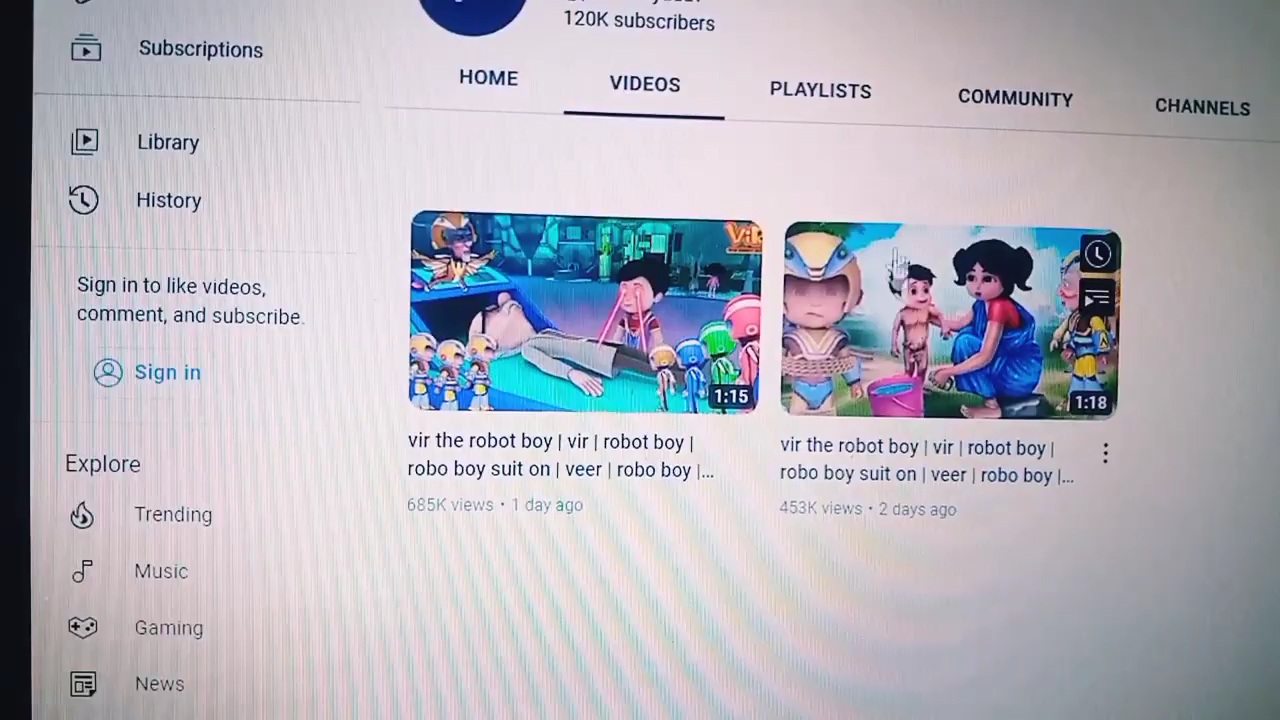 120K subscribers
Subscriptions
HOME
VIDEOS
PLAYLISTS
COMMUNITY
CHANNELS
Library
History
Sign in to like videos,
comment, and subscribe.
Sign in
1:15
1:18
vir the robot boy | vir | robot boy |
robo boy suit on | veer | robo boy |...
685K views • 1 day ago
vir the robot boy | vir | robot boy |
robo boy suit on | veer | robo boy |...
453K views • 2 days ago
Explore
Trending
Music
Gaming
News